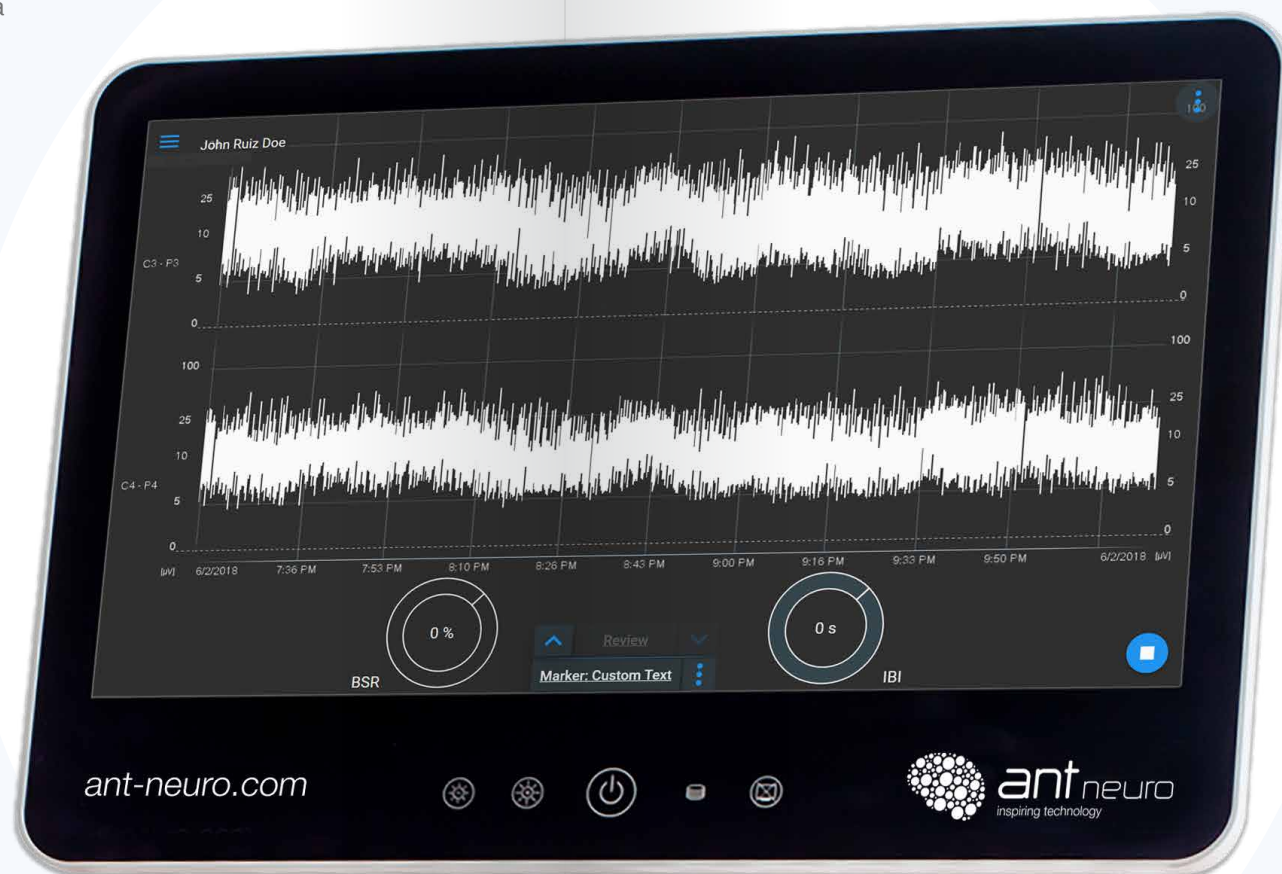 a
John Ruiz Doe
100
25
25
10
10
C3 - P3
5
5
0
0
100
100
25
25
10
10
C4 - P4
5
5
0
0
[µV] 6/2/2018 7:36 PM 7:53 PM 8:10 PM 8:26 PM 8:43 PM 9:00 PM 9:16 PM 9:33 PM 9:50 PM 6/2/2018 [µV]
0 %
Review
0 s
BSR
Marker: Custom Text
IBI
ant-neuro.com
ant neuro
inspiring technology